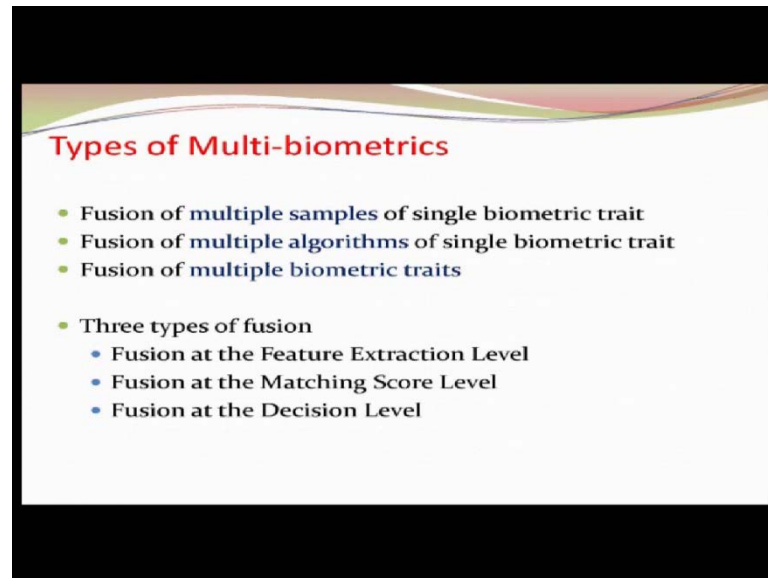 Types of Multi-biometrics
• Fusion of multiple samples of single biometric trait
• Fusion of multiple algorithms of single biometric trait
• Fusion of multiple biometric traits
• Three types of fusion
• Fusion at the Feature Extraction Level
• Fusion at the Matching Score Level
• Fusion at the Decision Level